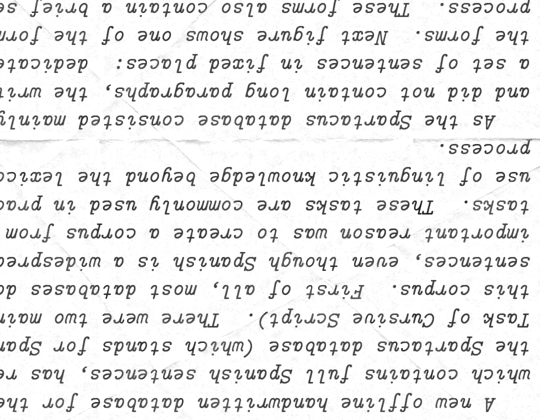 A new offline handwritten database for the
which contains full Spanish sentences, has re
the Spartacus database (which stands for Span
Task of Cursive Script). There were two main
this corpus. First of all, most databases do
sentences, even though Spanish is a widesprea
important reason was to create a corpus from
tasks. These tasks are commonly used in prac
use of linguistic knowledge beyond the lexic
process.
As the Spartacus database consisted mainly
and did not contain long paragraphs, the writ
a set of sentences in fixed places: dedicate
the forms. Next figure shows one of the form
process. These forms also contain a brief se